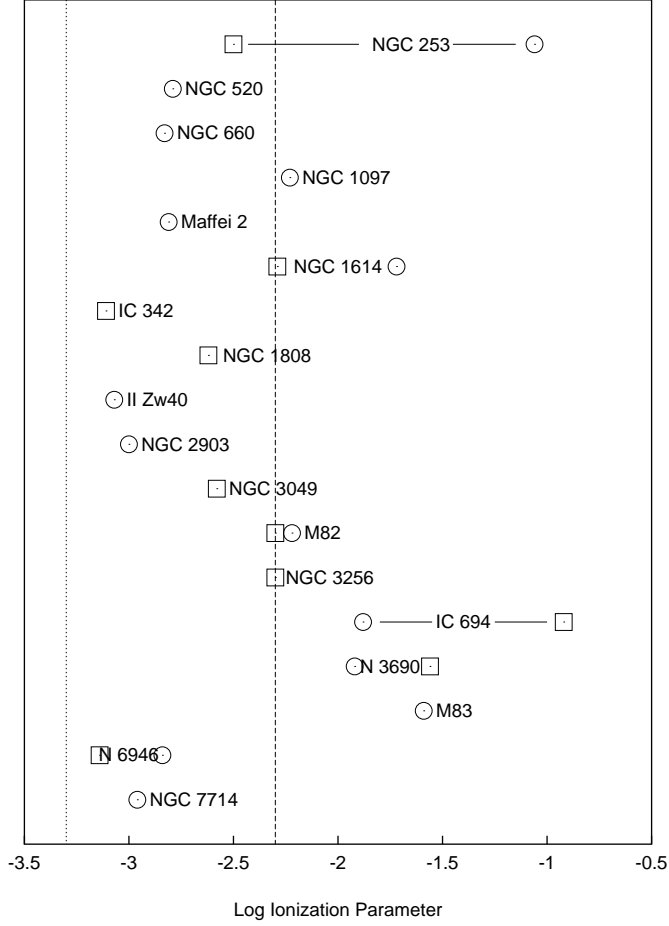 NGC 253
NGC 520
NGC 660
NGC 1097
Maffei 2
NGC 1614
IC 342
NGC 1808
II Zw40
NGC 2903
NGC 3049
M82
NGC 3256
IC 694
N 3690
M83
N 6946
NGC 7714
-3.5 -3 -2.5 -2 -1.5 -1 -0.5
Log Ionization Parameter